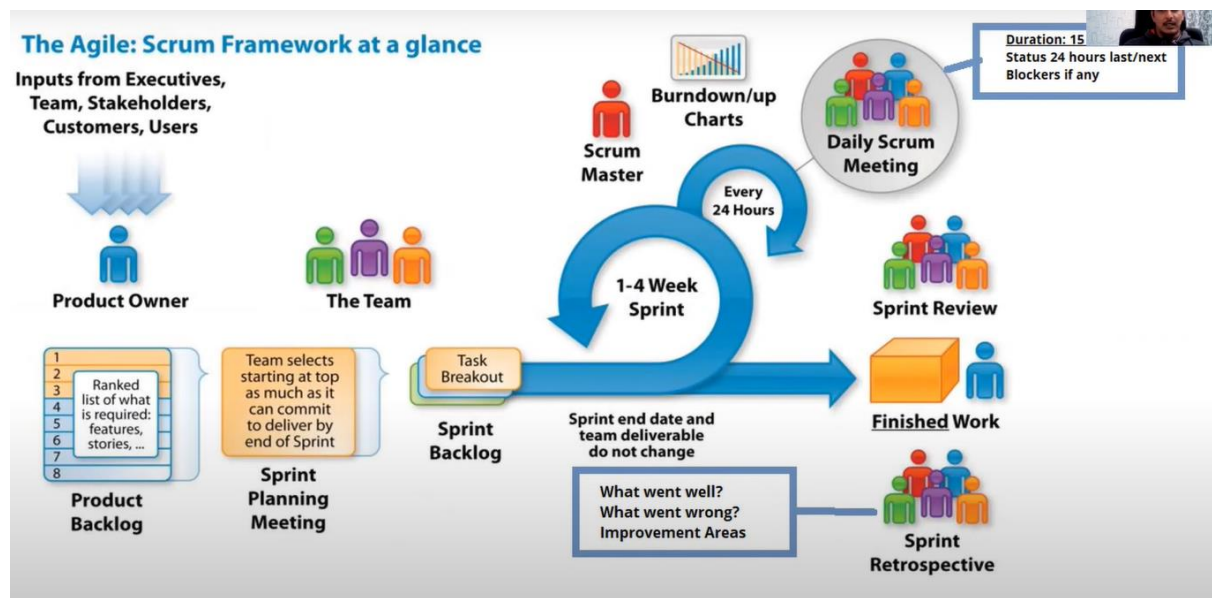 The Agile: Scrum Framework at a glance
Inputs from Executives,
Team, Stakeholders,
Customers, Users
Product Owner
The Team
Scrum
Master
Burndown/up
Charts
Daily Scrum
Meeting
Duration: 15
Status 24 hours last/next
Blockers if any
Every
24 Hours
1-4 Week
Sprint
Sprint Review
1
2
3
4
5
6
7
8
Ranked
list of what
is required:
features,
stories, ...
Product
Backlog
Team selects
starting at top
as much as it
can commit
to deliver by
end of Sprint
Sprint
Planning
Meeting
Task
Breakout
Sprint
Backlog
Sprint end date and
team deliverable
do not change
Finished Work
What went well?
What went wrong?
Improvement Areas
Sprint
Retrospective